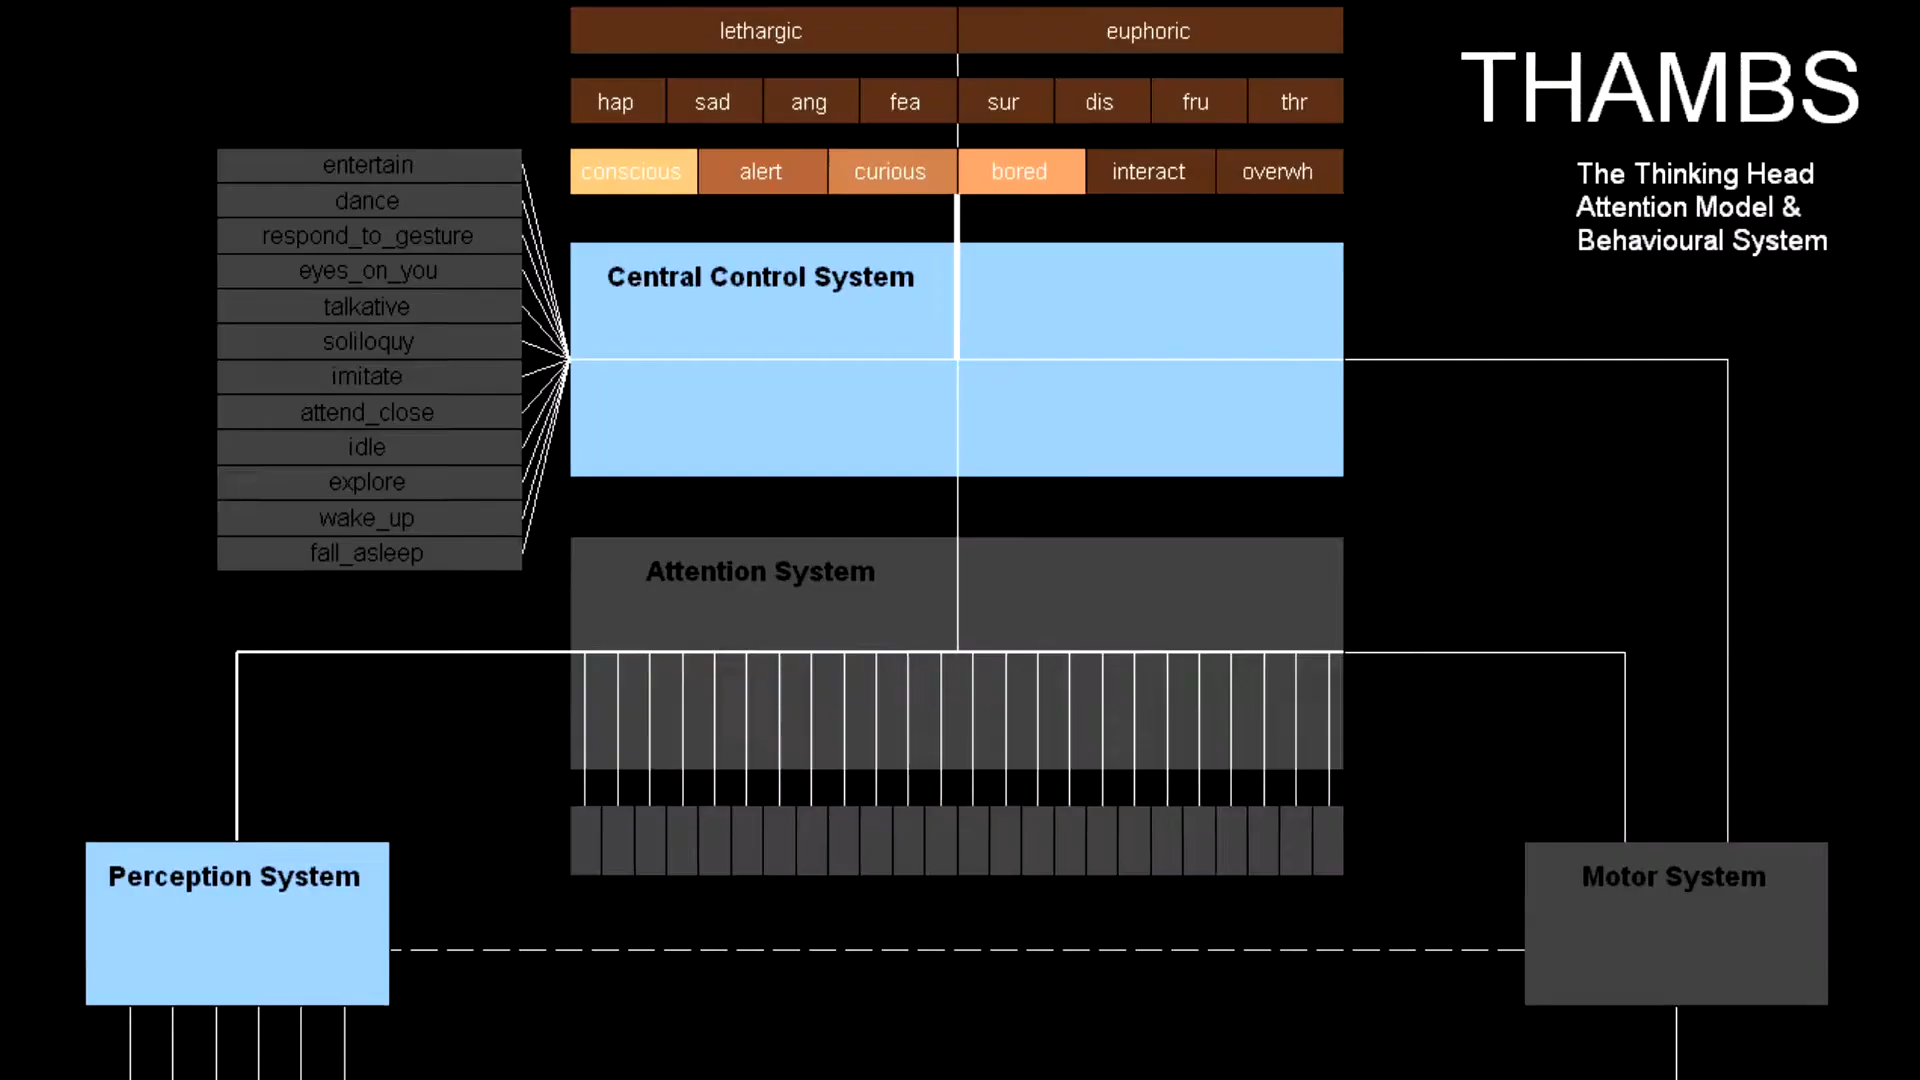 lethargic
euphoric
hap
sad
ang
fea
sur
dis
fru
thr
conscious
alert
curious
bored
interact
overwh
THAMBS
The Thinking Head
Attention Model &
Behavioural System
entertain
dance
respond_to_gesture
eyes_on_you
talkative
soliloquy
imitate
attend_close
idle
explore
wake_up
fall_asleep
Central Control System
Attention System
Perception System
Motor System